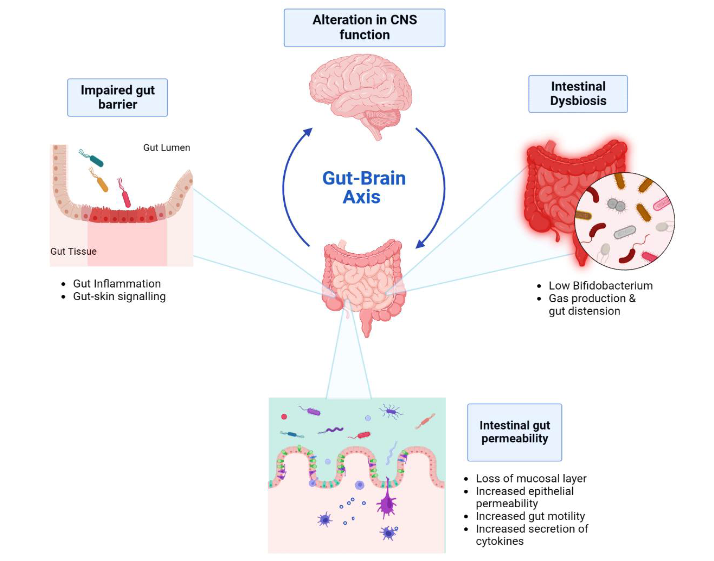 Alteration in CNS
function
Impaired gut
barrier
Intestinal
Dysbiosis
Gut Lumen
Gut-Brain
Axis
Gut Tissue
• Gut Inflammation
• Gut-skin signalling
• Low Bifidobacterium
• Gas production &
gut distension
Intestinal gut
permeability
• Loss of mucosal layer
• Increased epithelial
permeability
• Increased gut motility
• Increased secretion of
cytokines